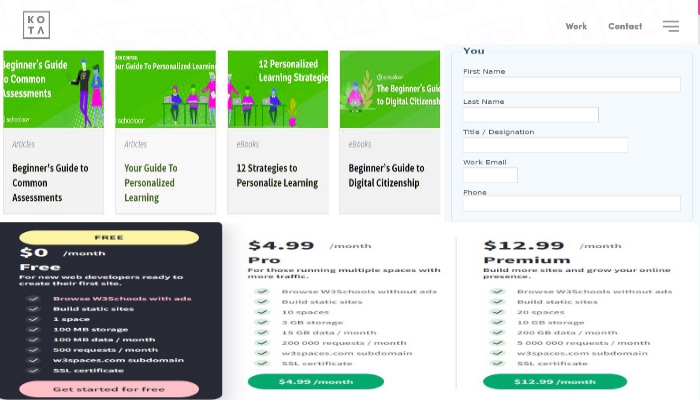 KO
TA
Work
Contact
Beginner's Guide
to Common
Assessments
schooler
Your Guide To Personalized Learning
12 Personalized
Learning Strategies
The Beginner's Guide
to Digital Citizenship
Articles
Beginner's Guide to
Common
Assessments
Articles
Your Guide To
Personalized
Learning
eBooks
12 Strategies to
Personalize Learning
eBooks
Beginner's Guide to
Digital Citizenship
You
First Name
Last Name
Title / Designation
Work Email
Phone
FREE
$0 /month
Free
For new web developers ready to
create their first site.
Browse W3Schools with ads
Build static sites
1 space
100 MB storage
100 MB data / month
500 requests / month
w3spaces.com subdomain
SSL certificate
Get started for free
$4.99 /month
Pro
For those running multiple spaces with
more traffic.
Browse W3Schools without ads
Build static sites
10 spaces
3 GB storage
15 GB data / month
200 000 requests / month
w3spaces.com subdomain
SSL certificate
$4.99 /month
$12.99 /month
Premium
Build more sites and grow your online
presence.
Browse W3Schools without ads
Build static sites
20 spaces
10 GB storage
200 GB data / month
5 000 000 requests / month
w3spaces.com subdomain
SSL certificate
$12.99 /month